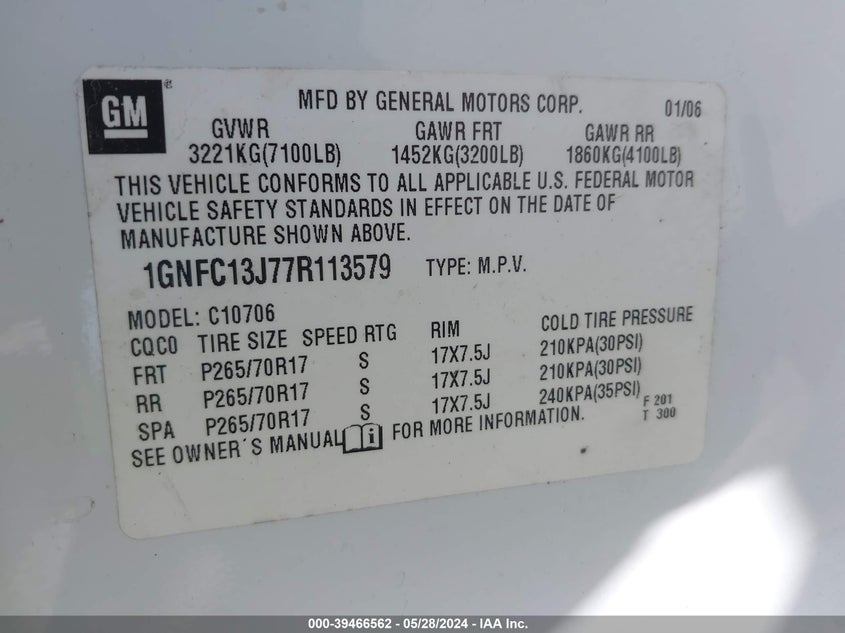 GM ®
MFD BY GENERAL MOTORS CORP. 01/06
GVWR GAWR FRT GAWR RR
3221KG(7100LB) 1452KG(3200LB) 1860KG(4100LB)
THIS VEHICLE CONFORMS TO ALL APPLICABLE U.S. FEDERAL MOTOR
VEHICLE SAFETY STANDARDS IN EFFECT ON THE DATE OF
MANUFACTURE SHOWN ABOVE.
1GNFC13J77R113579 TYPE: M.P.V.
MODEL: C10706
CQC0 TIRE SIZE SPEED RTG RIM COLD TIRE PRESSURE
FRT P265/70R17 S 17X7.5J 210KPA(30PSI)
RR P265/70R17 S 17X7.5J 210KPA(30PSI)
SPA P265/70R17 S 17X7.5J 240KPA(35PSI)
F 201
T 300
SEE OWNER´S MANUAL i FOR MORE INFORMATION.
000-39466562 - 05/28/2024 - IAA Inc.